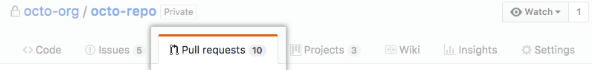 octo-org / octo-repo Private Watch 1
Code Issues 5 Pull requests 10 Projects 3 Wiki Insights Settings